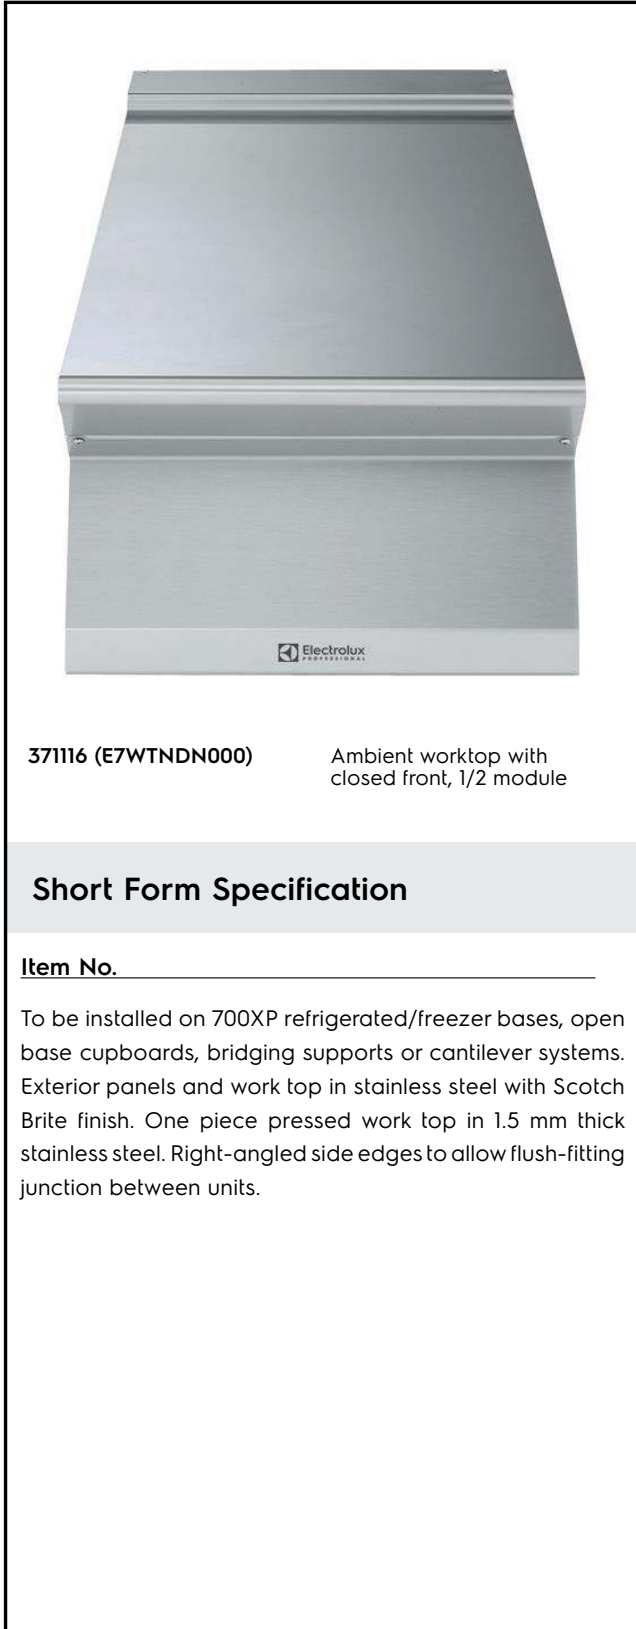 Electrolux
PROFESSIONAL
371116 (E7WTNDN000)
Ambient worktop with
closed front, 1/2 module
Short Form Specification
Item No.
To be installed on 700XP refrigerated/freezer bases, open
base cupboards, bridging supports or cantilever systems.
Exterior panels and work top in stainless steel with Scotch
Brite finish. One piece pressed work top in 1.5 mm thick
stainless steel. Right-angled side edges to allow flush-fitting
junction between units.